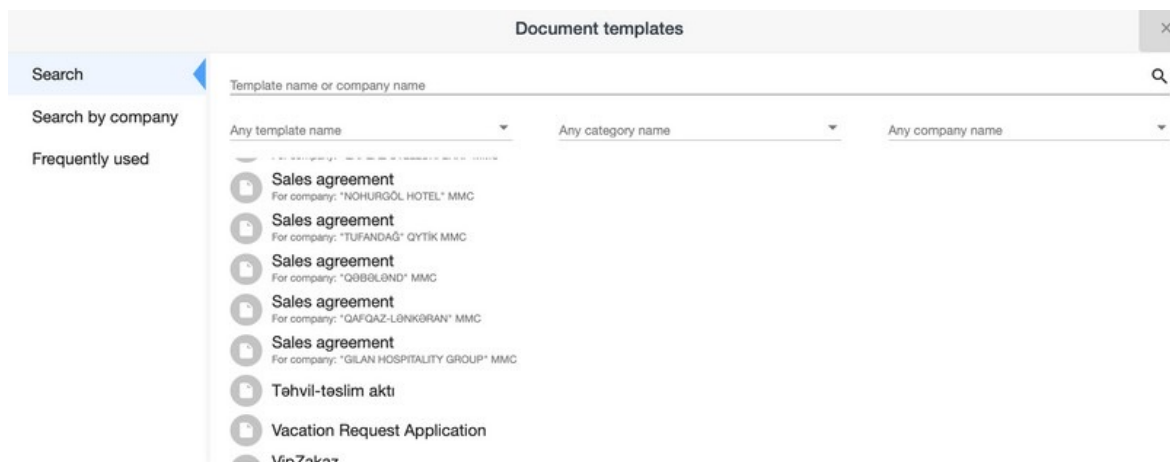 Document templates
Search
Search by company
Frequently used
Template name or company name
Any template name
Any category name
Any company name
Sales agreement
For company: "NOHURGÖL HOTEL" MMC
Sales agreement
For company: "TUFANDAĞ" QYTİK MMC
Sales agreement
For company: "QƏBƏLƏND" MMC
Sales agreement
For company: "QAFQAZ-LƏNKƏRAN" MMC
Sales agreement
For company: "GILAN HOSPITALITY GROUP" MMC
Təhvil-təslim aktı
Vacation Request Application
VipZakaz